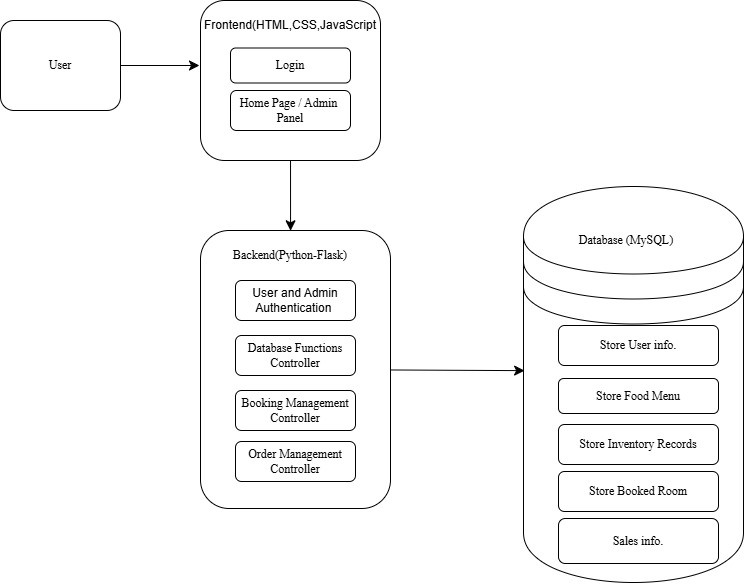 User
Frontend(HTML,CSS,JavaScript
Login
Home Page / Admin
Panel
Backend(Python-Flask)
User and Admin
Authentication
Database Functions
Controller
Booking Management
Controller
Order Management
Controller
Database (MySQL)
Store User info.
Store Food Menu
Store Inventory Records
Store Booked Room
Sales info.